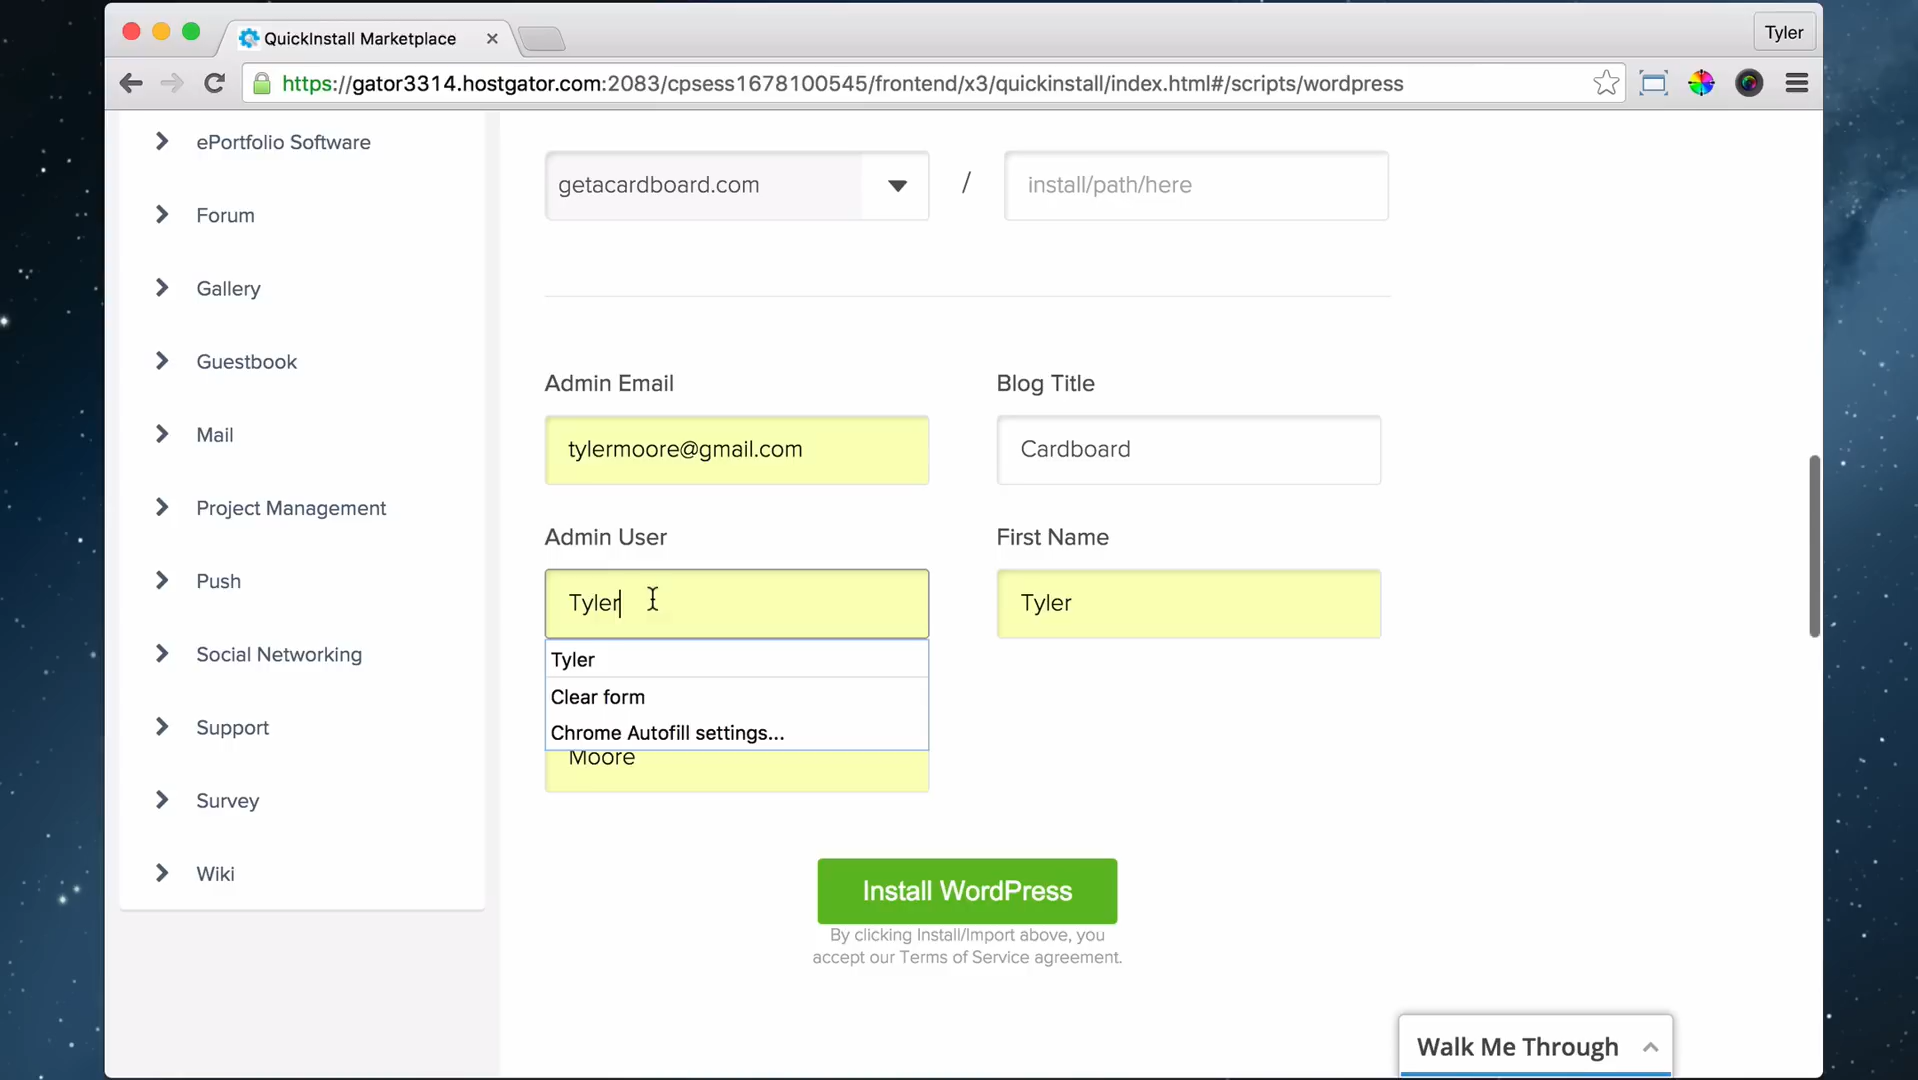 QuickInstall Marketplace
Tyler
https://gator3314.hostgator.com:2083/cpsess1678100545/frontend/x3/quickinstall/index.html#/scripts/wordpress
ePortfolio Software
Forum
Gallery
Guestbook
Mail
Project Management
Push
Social Networking
Support
Survey
Wiki
getacardboard.com / install/path/here
Admin Email
Blog Title
tylermoore@gmail.com
Cardboard
Admin User
First Name
Tyler
Tyler
Tyler
Clear form
Chrome Autofill settings...
Moore
Install WordPress
By clicking Install/Import above, you
accept our Terms of Service agreement.
Walk Me Through